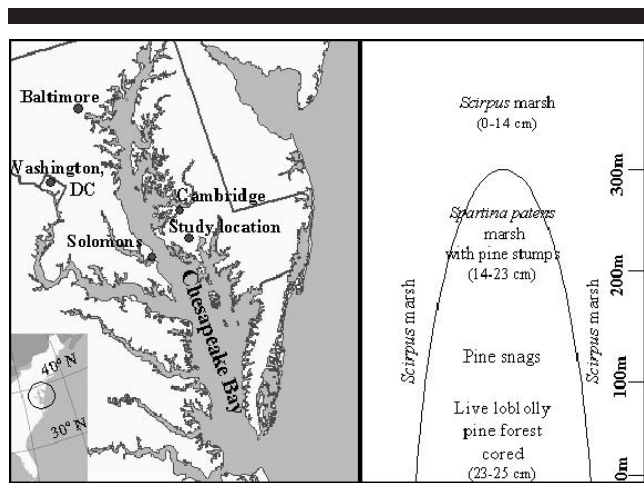 Baltimore
Washington,
DC
Cambridge
Study location
Solomons
Chesapeake Bay
40° N
30° N
Scirpus marsh
(0-14 cm)
Spartina patens
marsh
with pine stumps
(14-23 cm)
Scirpus marsh
Scirpus marsh
Pine snags
Live loblolly
pine forest
cored
(23-25 cm)
300m
200m
100m
0m